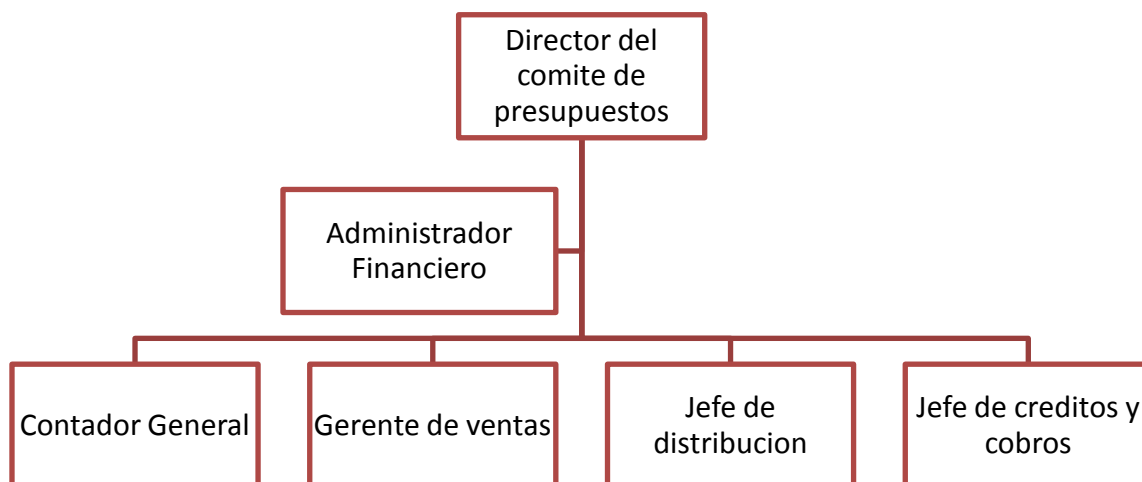 Director del
comite de
presupuestos
Administrador
Financiero
Contador General
Gerente de ventas
Jefe de
distribucion
Jefe de creditos y
cobros